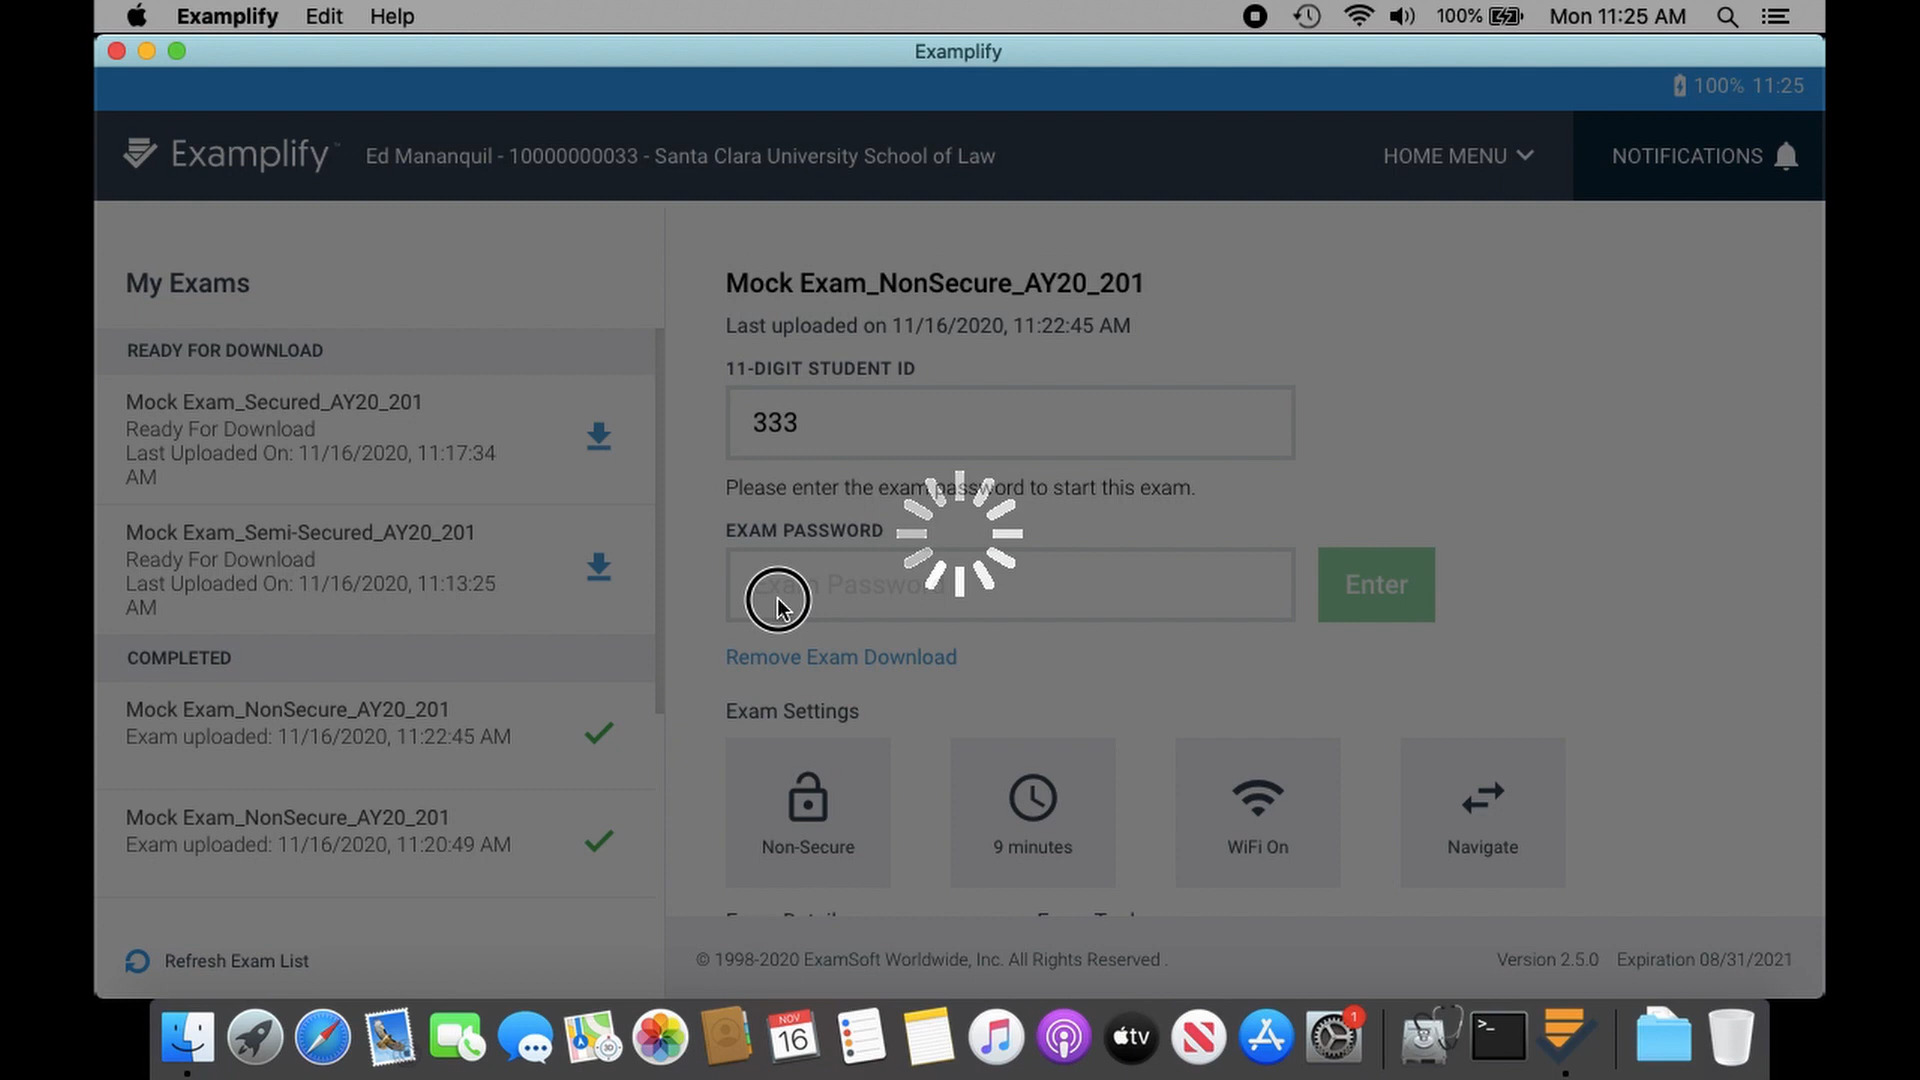 Examplify Edit Help
100% Mon 11:25 AM
Examplify
100% 11:25
Examplify™ Ed Mananquil - 10000000033 - Santa Clara University School of Law
HOME MENU
NOTIFICATIONS
My Exams
READY FOR DOWNLOAD
Mock Exam_Secured_AY20_201
Ready For Download
Last Uploaded On: 11/16/2020, 11:17:34
AM
Mock Exam_Semi-Secured_AY20_201
Ready For Download
Last Uploaded On: 11/16/2020, 11:13:25
AM
COMPLETED
Mock Exam_NonSecure_AY20_201
Exam uploaded: 11/16/2020, 11:22:45 AM
Mock Exam_NonSecure_AY20_201
Exam uploaded: 11/16/2020, 11:20:49 AM
Refresh Exam List
Mock Exam_NonSecure_AY20_201
Last uploaded on 11/16/2020, 11:22:45 AM
11-DIGIT STUDENT ID
333
Please enter the exam password to start this exam.
EXAM PASSWORD
Exam Password
Enter
Remove Exam Download
Exam Settings
Non-Secure
9 minutes
WiFi On
Navigate
© 1998-2020 ExamSoft Worldwide, Inc. All Rights Reserved .
Version 2.5.0 Expiration 08/31/2021
NOV
16
tv
1